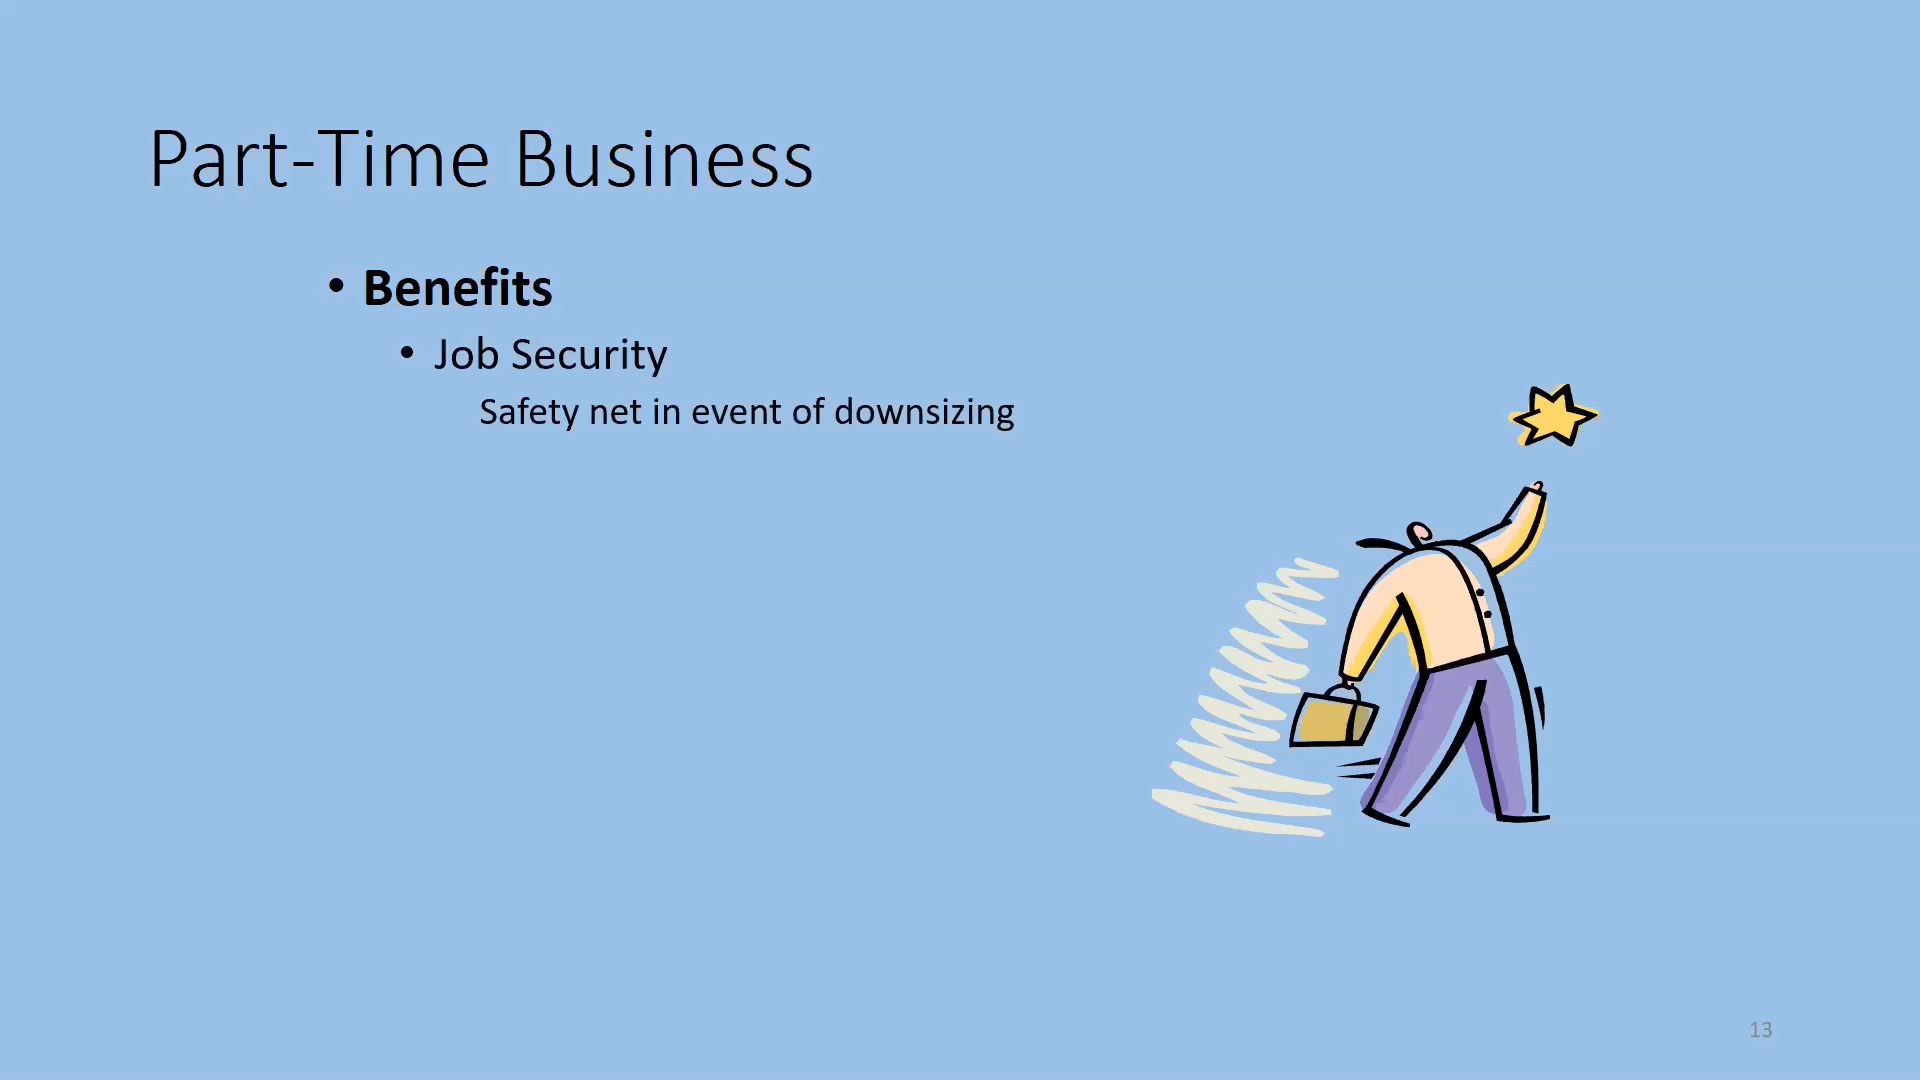 Part-Time Business
• Benefits
• Job Security
Safety net in event of downsizing
13